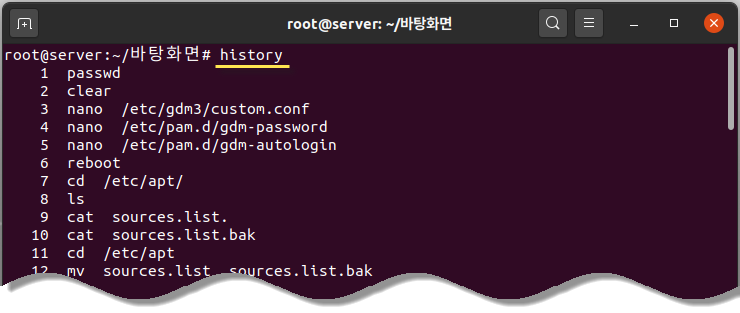 root@server: ~/바탕화면
root@server:~/바탕화면# history
1 passwd
2 clear
3 nano /etc/gdm3/custom.conf
4 nano /etc/pam.d/gdm-password
5 nano /etc/pam.d/gdm-autologin
6 reboot
7 cd /etc/apt/
8 ls
9 cat sources.list.
10 cat sources.list.bak
11 cd /etc/apt
12 mv sources.list sources.list.bak